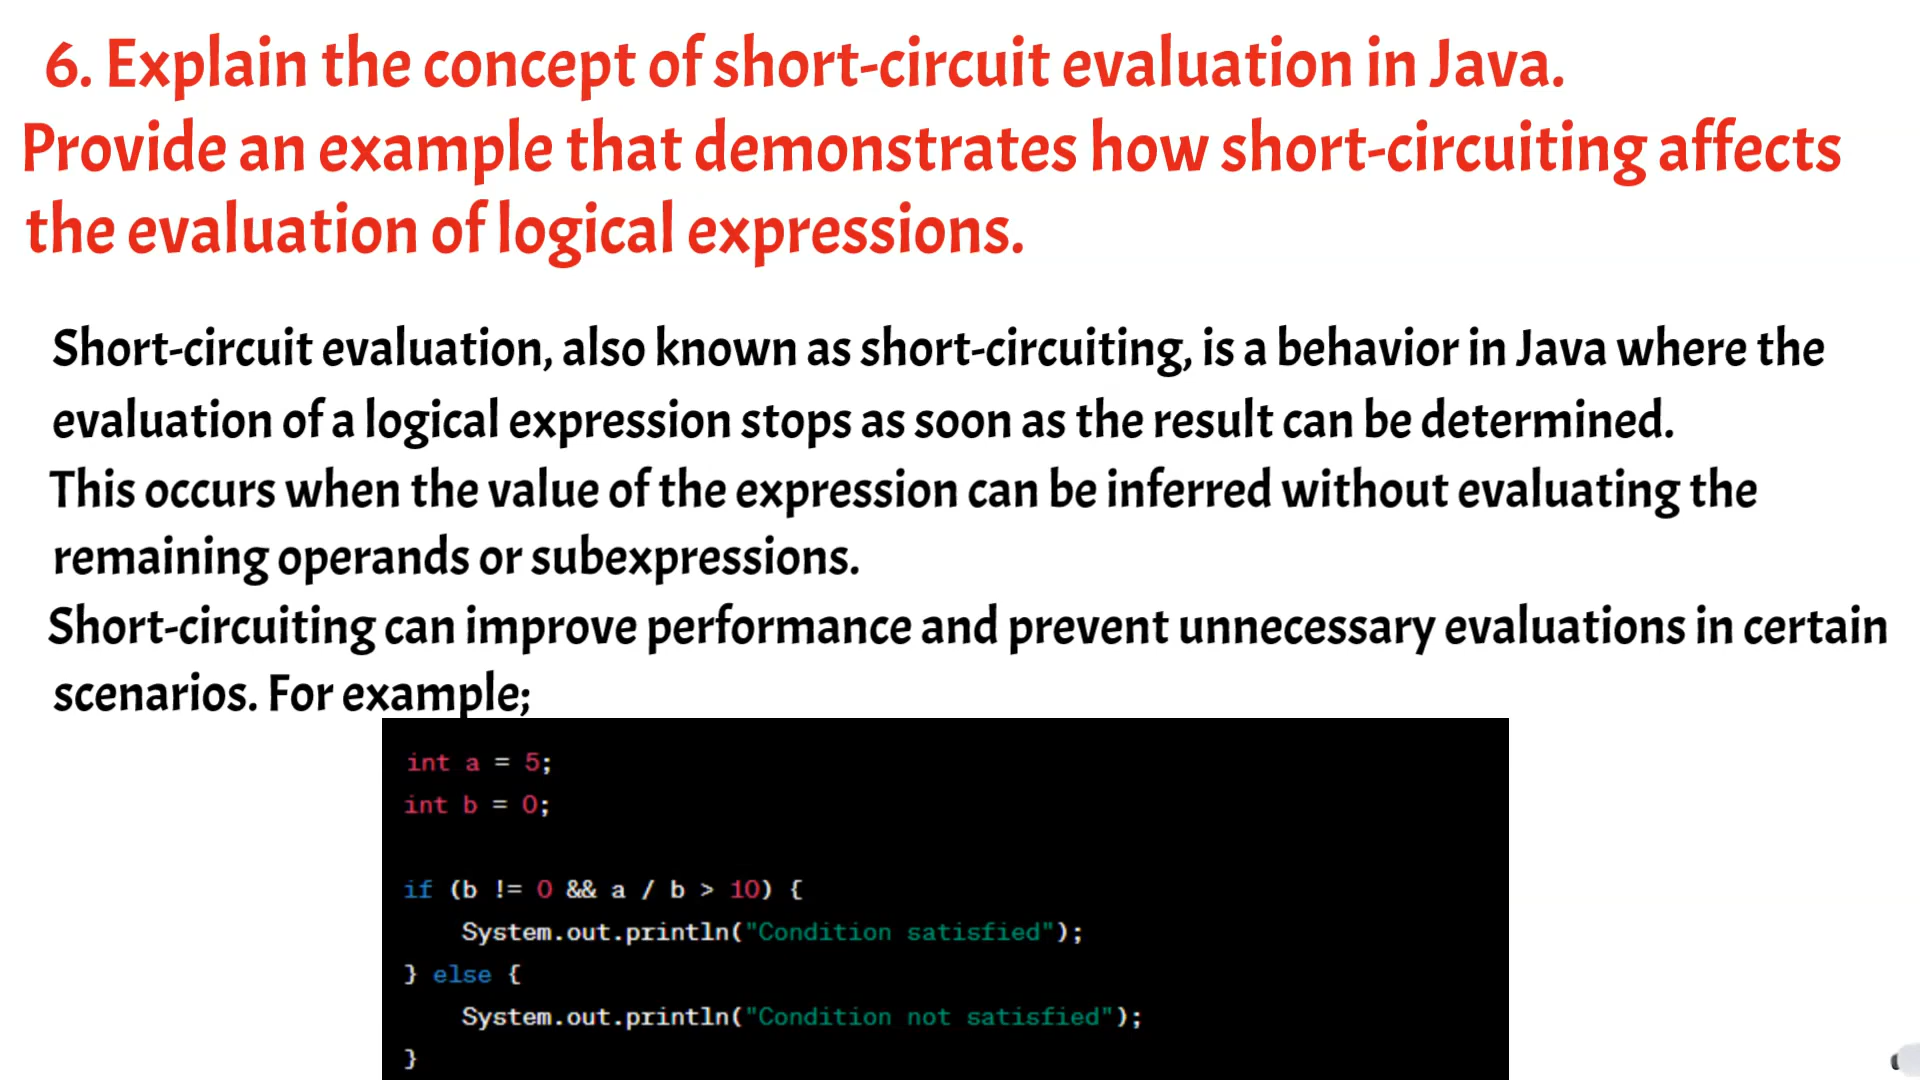 6. Explain the concept of short-circuit evaluation in Java.
Provide an example that demonstrates how short-circuiting affects
the evaluation of logical expressions.
Short-circuit evaluation, also known as short-circuiting, is a behavior in Java where the
evaluation of a logical expression stops as soon as the result can be determined.
This occurs when the value of the expression can be inferred without evaluating the
remaining operands or subexpressions.
Short-circuiting can improve performance and prevent unnecessary evaluations in certain
scenarios. For example;
int a = 5;
int b = 0;
if (b != 0 && a / b > 10) {
    System.out.println("Condition satisfied");
} else {
    System.out.println("Condition not satisfied");
}